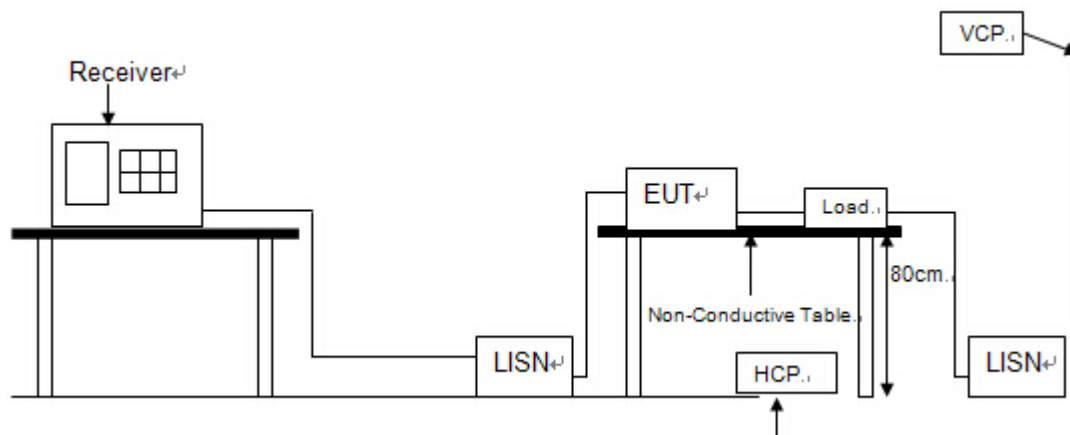 VCP.
Receiver↵
EUT↵
Load.
80cm.
Non-Conductive Table.
LISN↵
HCP.
LISN↵